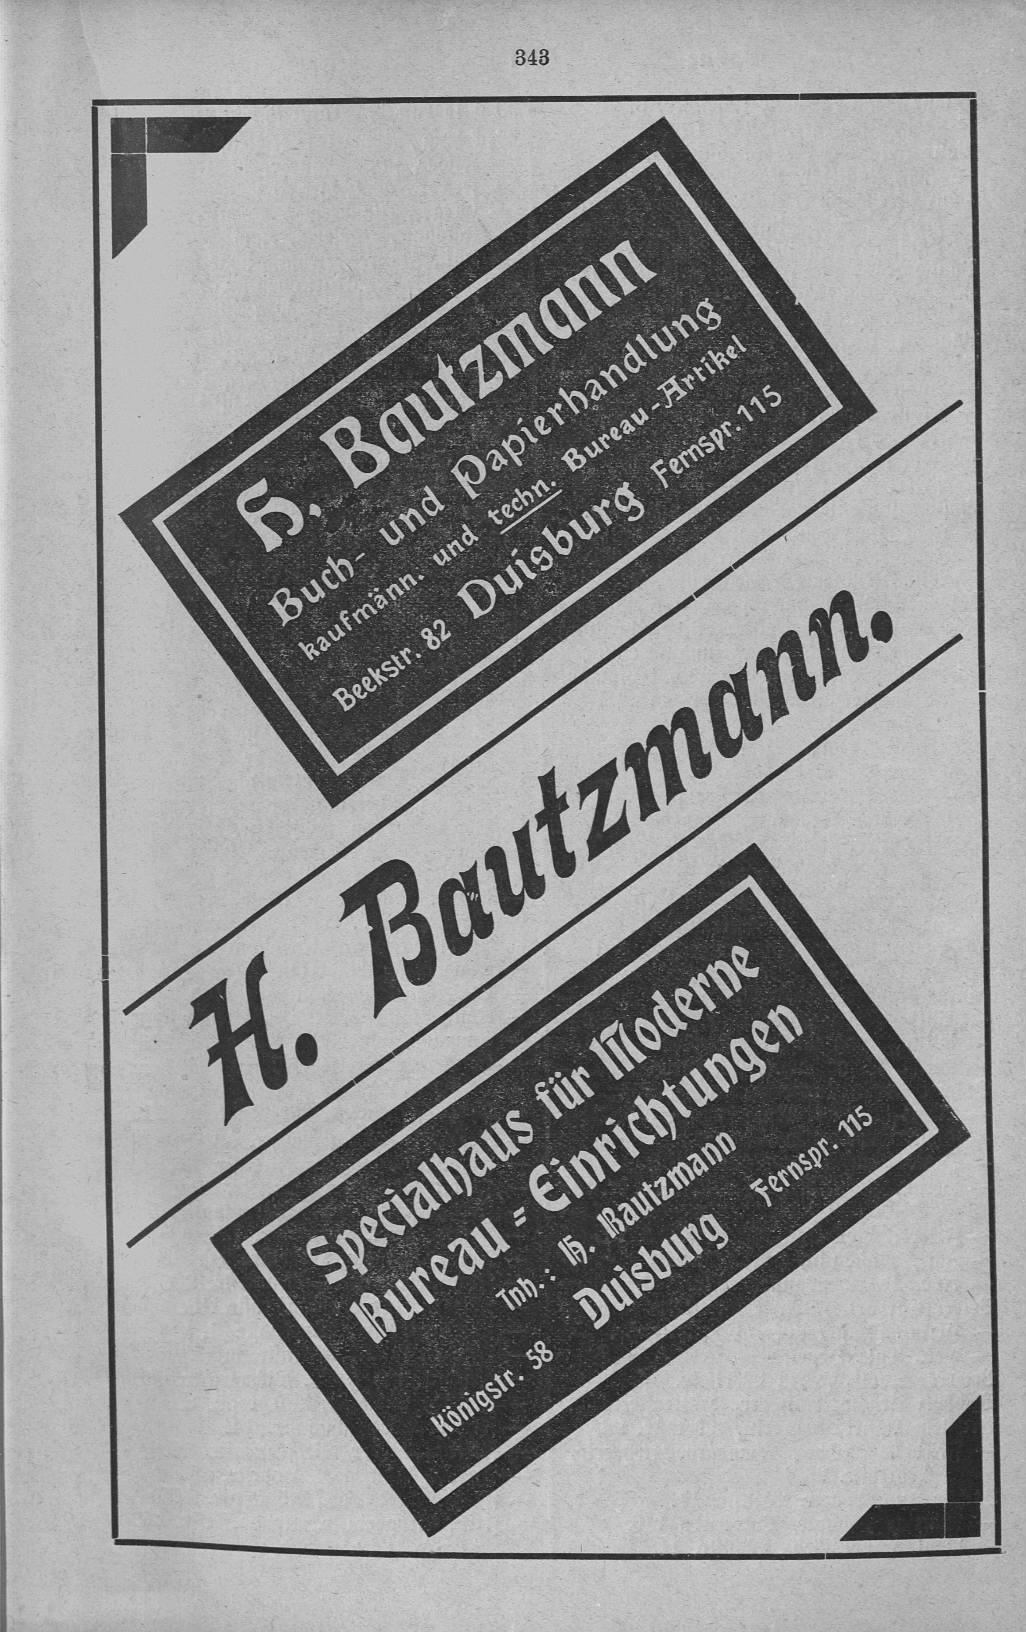 343
H. Bautzmann
Buch- und Papierhandlung
kaufmänn. und techn. Bureau-Artikel
Beekstr. 82 Duisburg Fernspr. 115
H. Bautzmann.
Specialhaus für Moderne
Bureau-Einrichtungen
Inh.: H. Bautzmann
Königstr. 58 Duisburg Fernspr. 115